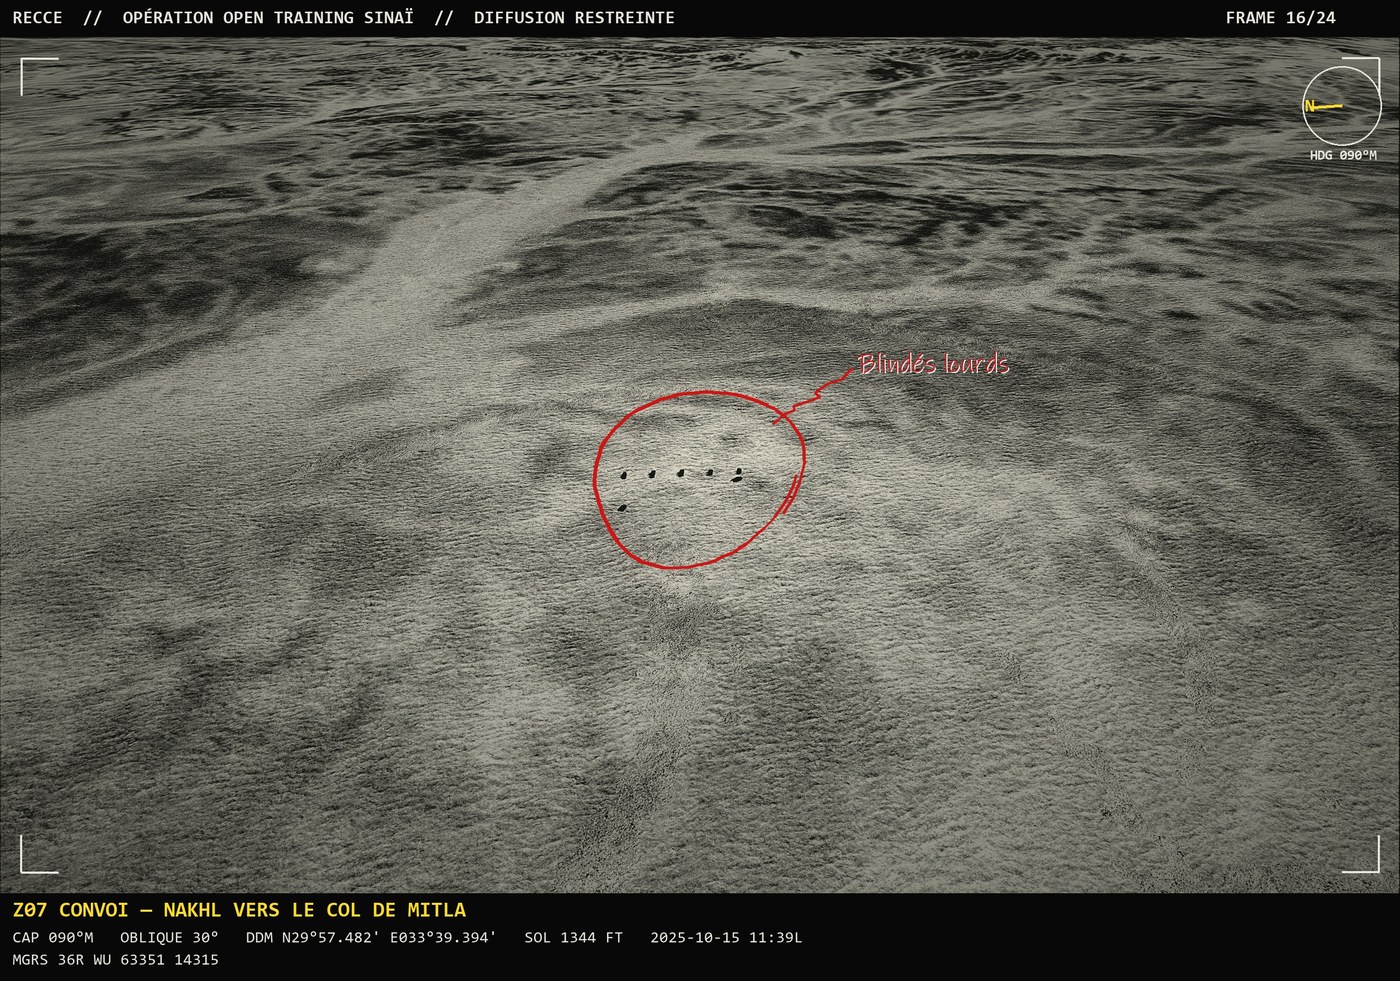 RECCE // OPÉRATION OPEN TRAINING SINAÏ // DIFFUSION RESTREINTE FRAME 16/24
N
HDG 090°M
Blindés lourds
Z07 CONVOI — NAKHL VERS LE COL DE MITLA
CAP 090°M OBLIQUE 30° DDM N29°57.482' E033°39.394' SOL 1344 FT 2025-10-15 11:39L
MGRS 36R WU 63351 14315